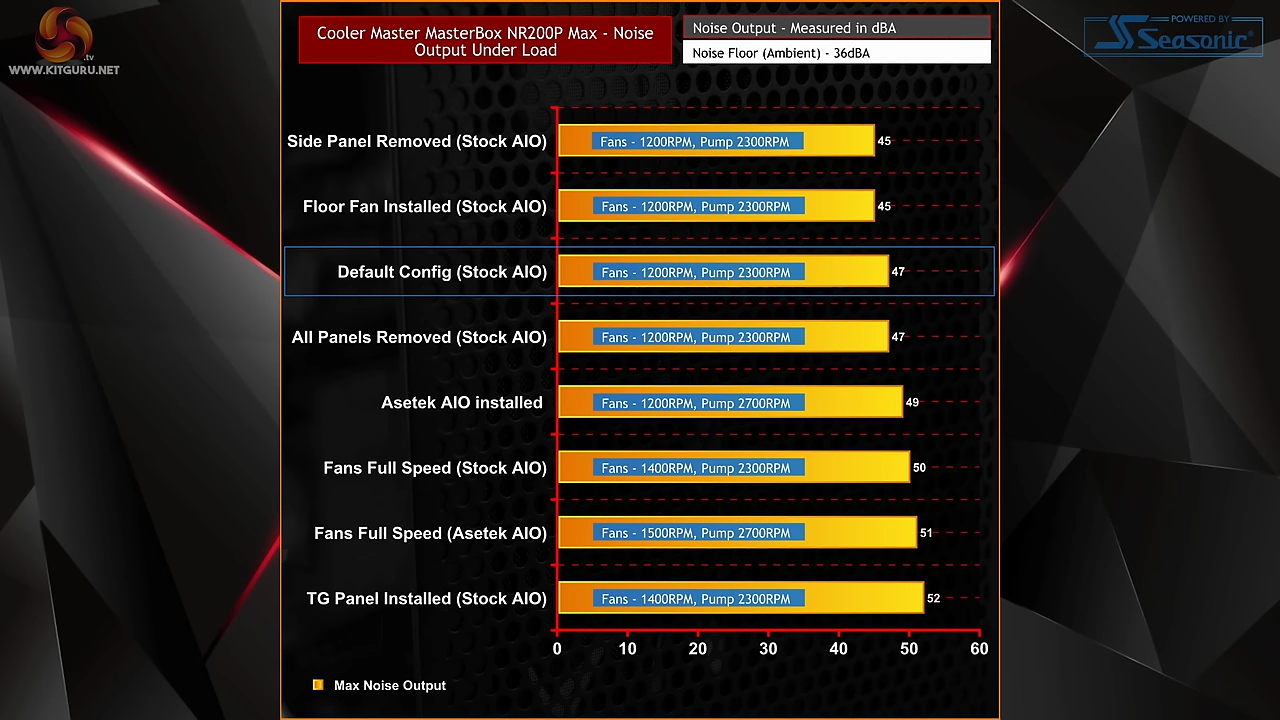 .tv
WWW.KITGURU.NET
Cooler Master MasterBox NR200P Max - Noise
Output Under Load
Noise Output - Measured in dBA
Noise Floor (Ambient) - 36dBA
POWERED BY
Seasonic
Side Panel Removed (Stock AIO)
Fans - 1200RPM, Pump 2300RPM
45
Floor Fan Installed (Stock AIO)
Fans - 1200RPM, Pump 2300RPM
45
Default Config (Stock AIO)
Fans - 1200RPM, Pump 2300RPM
47
All Panels Removed (Stock AIO)
Fans - 1200RPM, Pump 2300RPM
47
Asetek AIO installed
Fans - 1200RPM, Pump 2700RPM
49
Fans Full Speed (Stock AIO)
Fans - 1400RPM, Pump 2300RPM
50
Fans Full Speed (Asetek AIO)
Fans - 1500RPM, Pump 2700RPM
51
TG Panel Installed (Stock AIO)
Fans - 1400RPM, Pump 2300RPM
52
0 10 20 30 40 50 60
Max Noise Output